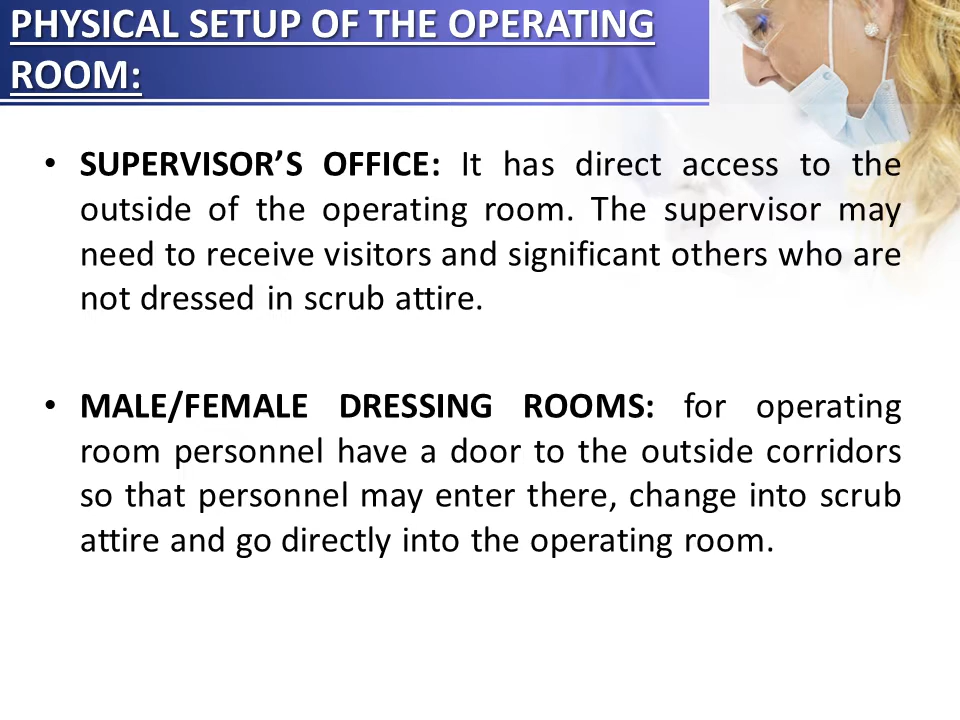 PHYSICAL SETUP OF THE OPERATING
ROOM:
• SUPERVISOR’S OFFICE: It has direct access to the
outside of the operating room. The supervisor may
need to receive visitors and significant others who are
not dressed in scrub attire.
• MALE/FEMALE DRESSING ROOMS: for operating
room personnel have a door to the outside corridors
so that personnel may enter there, change into scrub
attire and go directly into the operating room.